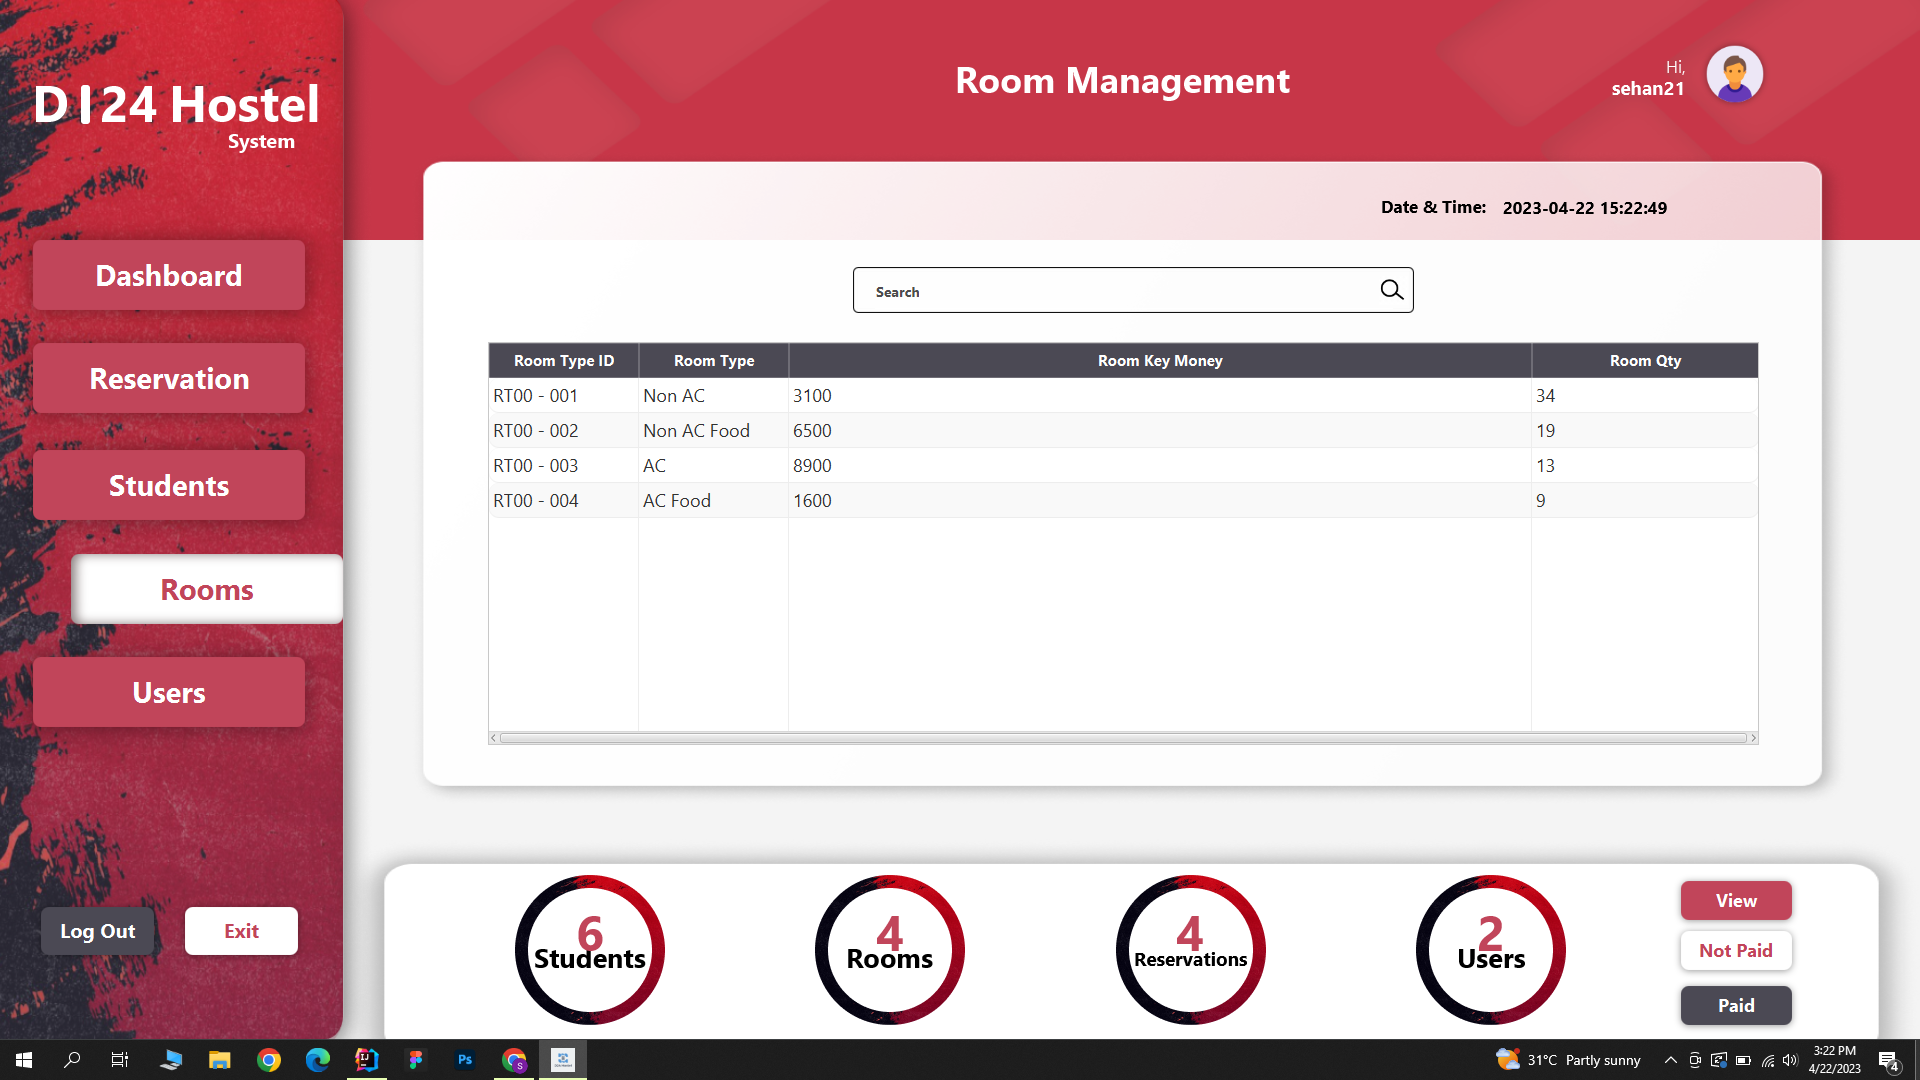 D|24 Hostel
System
Dashboard
Reservation
Students
Rooms
Users
Log Out
Exit
Room Management
Hi,
sehan21
Date & Time: 2023-04-22 15:22:49
Search
Room Type ID Room Type Room Key Money Room Qty
RT00 - 001 Non AC 3100 34
RT00 - 002 Non AC Food 6500 19
RT00 - 003 AC 8900 13
RT00 - 004 AC Food 1600 9
6
Students
4
Rooms
4
Reservations
2
Users
View
Not Paid
Paid
IJ
Ps
S
31°C Partly sunny
3:22 PM
4/22/2023
4